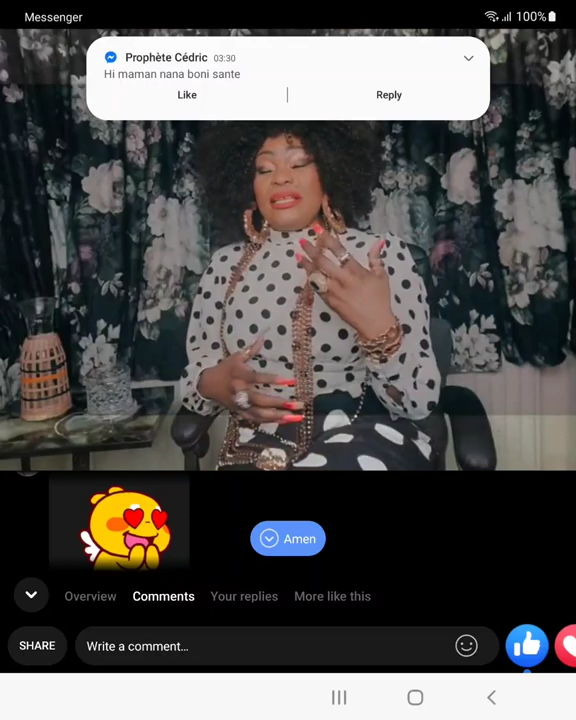 Messenger
100%
Prophète Cédric 03:30
Hi maman nana boni sante
Like
Reply
Amen
Overview
Comments
Your replies
More like this
SHARE
Write a comment...